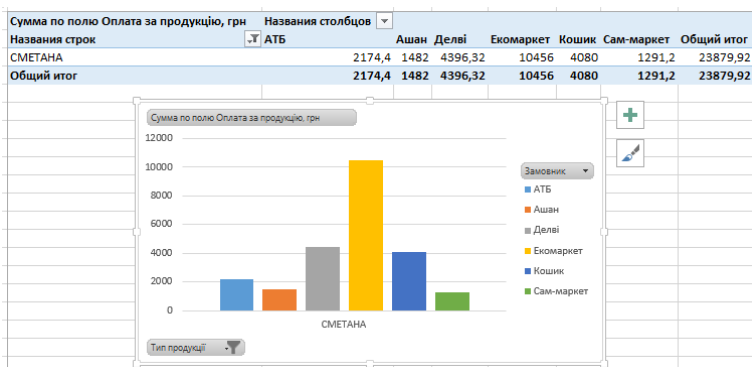 Сумма по полю Оплата за продукцію, грн Названия столбцов
Названия строк АТБ Ашан Делві Екомаркет Кошик Сам-маркет Общий итог
СМЕТАНА 2174,4 1482 4396,32 10456 4080 1291,2 23879,92
Общий итог 2174,4 1482 4396,32 10456 4080 1291,2 23879,92
Сумма по полю Оплата за продукцію, грн
12000
10000
8000
6000
4000
2000
0
СМЕТАНА
Замовник
АТБ
Ашан
Делві
Екомаркет
Кошик
Сам-маркет
Тип продукції